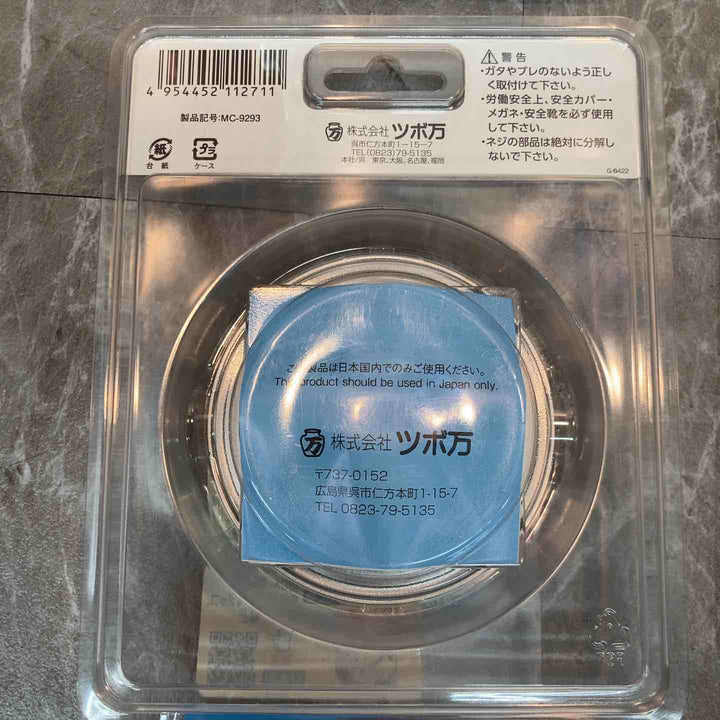 4 954452 112711
製品記号:MC-9293
紙
台 紙
プラ
ケース
万 株式会社 ツボ万
呉市仁方本町1-15-7
TEL(0823)79-5135
本社/呉 東京、大阪、名古屋、福岡
警告
・ガタやブレのないよう正し
く取付けて下さい。
・労働安全上、安全カバー・
メガネ・安全靴を必ず使用
して下さい。
・ネジの部品は絶対に分解し
ないで下さい。
G-6422
製品は日本国内でのみご使用ください。
This product should be used in Japan only.
万 株式会社 ツボ万
〒737-0152
広島県呉市仁方本町1-15-7
TEL 0823-79-5135